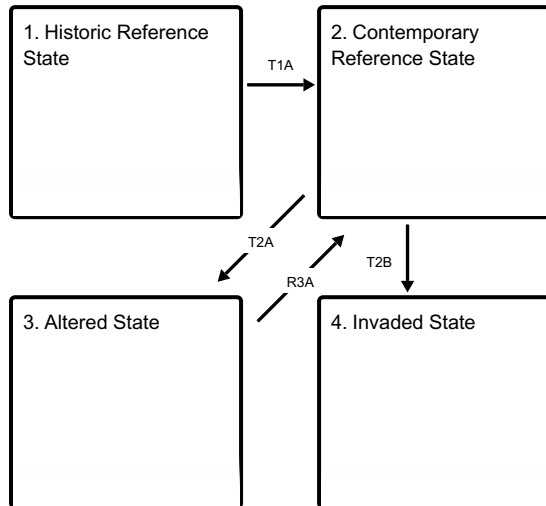 1. Historic Reference
State
2. Contemporary
Reference State
T1A
T2A
R3A
T2B
3. Altered State
4. Invaded State